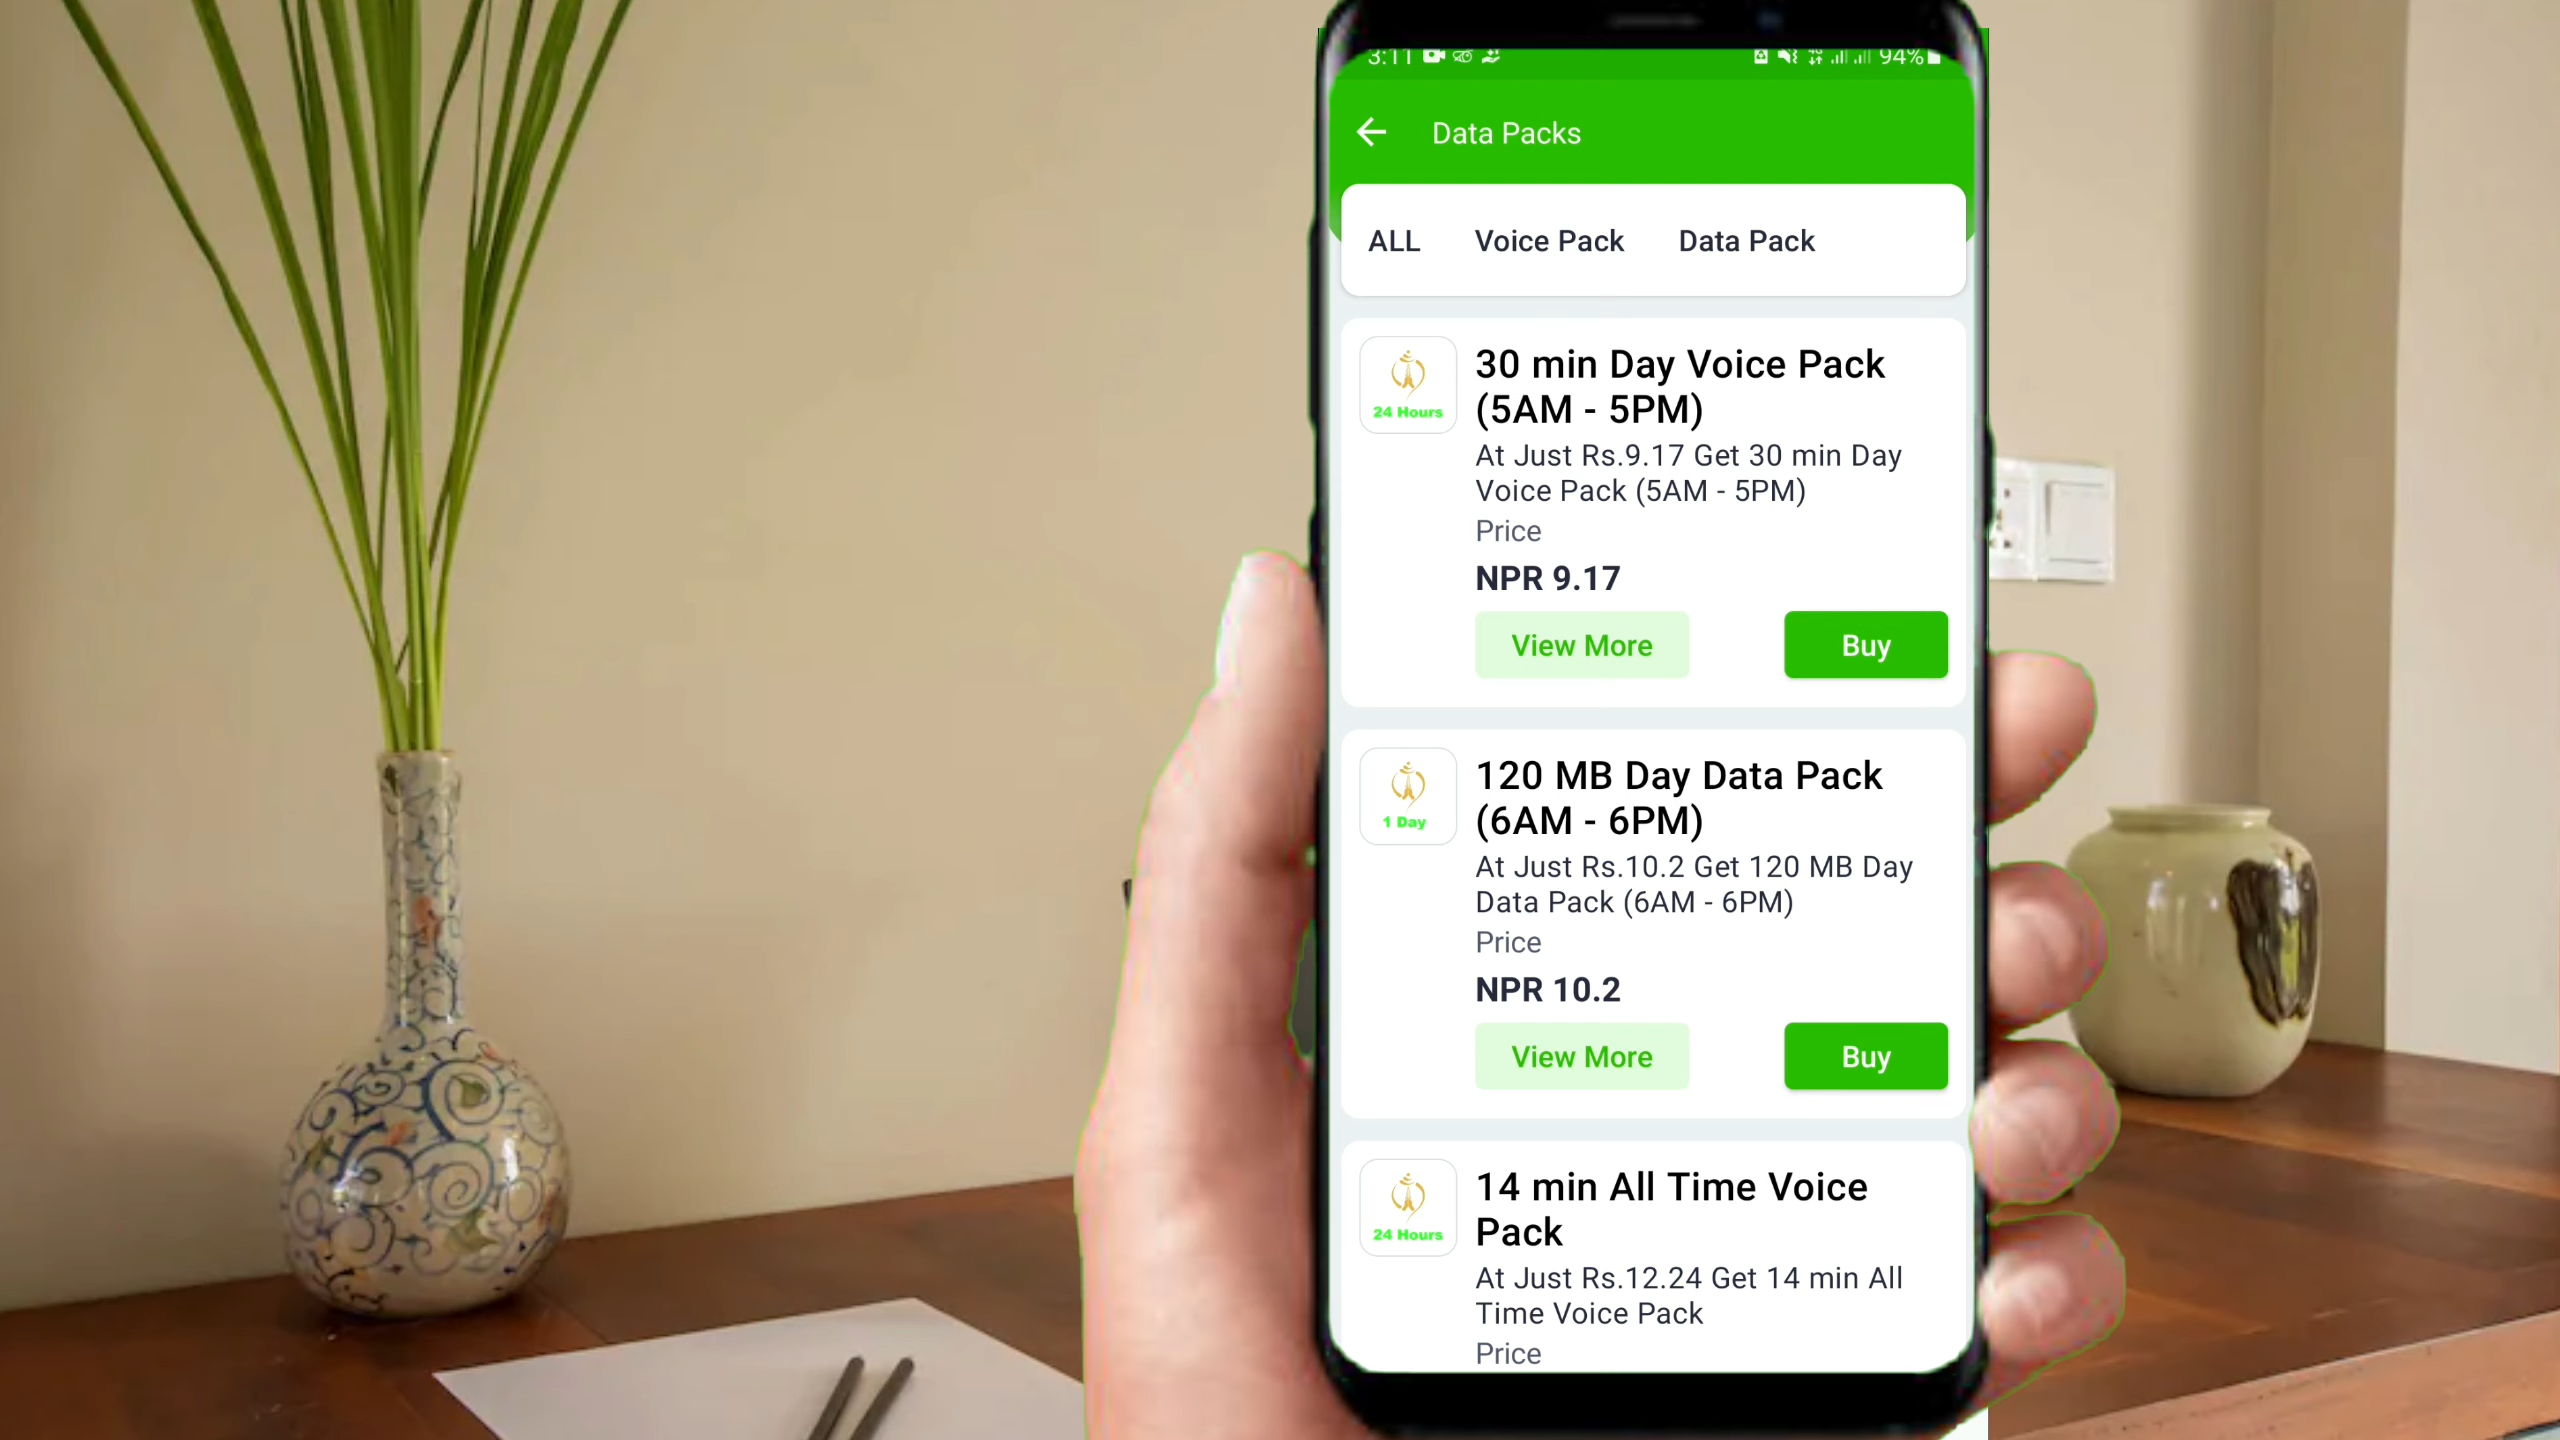 3:11
94%
Data Packs
ALL Voice Pack Data Pack
24 Hours
30 min Day Voice Pack
(5AM - 5PM)
At Just Rs.9.17 Get 30 min Day
Voice Pack (5AM - 5PM)
Price
NPR 9.17
View More
Buy
1 Day
120 MB Day Data Pack
(6AM - 6PM)
At Just Rs.10.2 Get 120 MB Day
Data Pack (6AM - 6PM)
Price
NPR 10.2
View More
Buy
24 Hours
14 min All Time Voice
Pack
At Just Rs.12.24 Get 14 min All
Time Voice Pack
Price